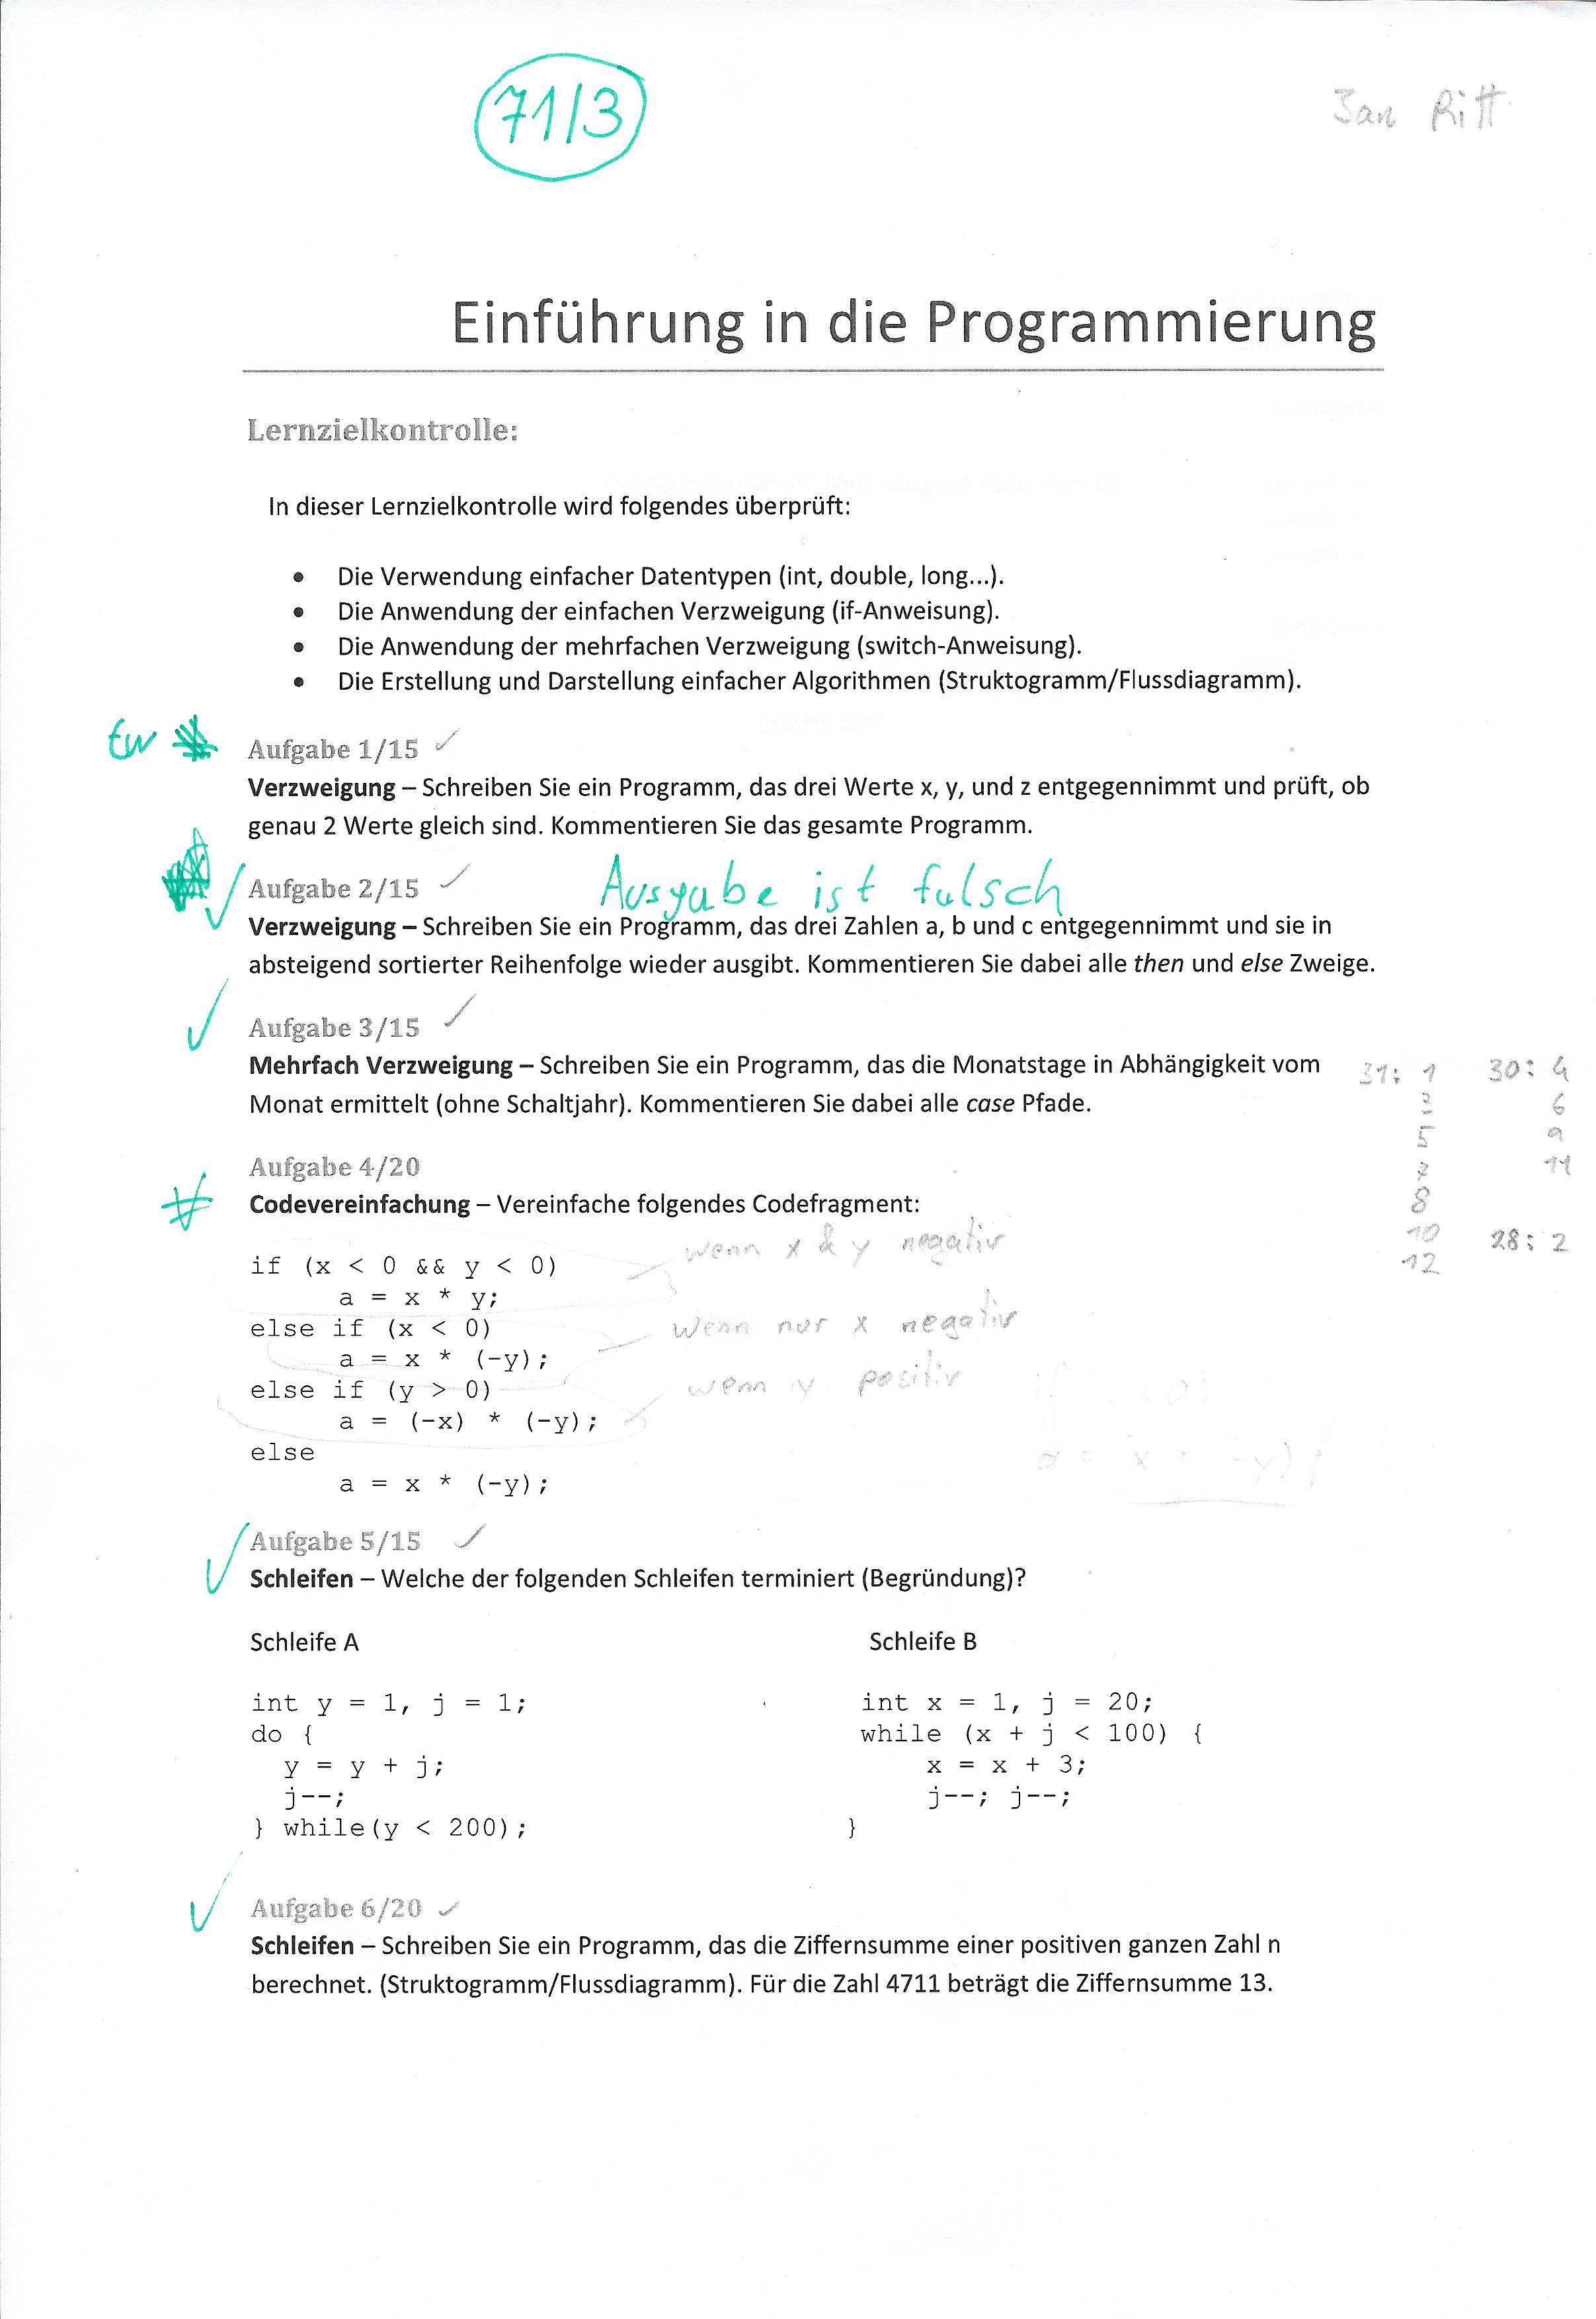 71/3
Jan Ritt
Einführung in die Programmierung
Lernzielkontrolle:
In dieser Lernzielkontrolle wird folgendes überprüft:
• Die Verwendung einfacher Datentypen (int, double, long...).
• Die Anwendung der einfachen Verzweigung (if-Anweisung).
• Die Anwendung der mehrfachen Verzweigung (switch-Anweisung).
• Die Erstellung und Darstellung einfacher Algorithmen (Struktogramm/Flussdiagramm).
Aufgabe 1/15 ✓
Verzweigung – Schreiben Sie ein Programm, das drei Werte x, y, und z entgegennimmt und prüft, ob
genau 2 Werte gleich sind. Kommentieren Sie das gesamte Programm.
Aufgabe 2/15 ✓ Ausgabe ist falsch
Verzweigung – Schreiben Sie ein Programm, das drei Zahlen a, b und c entgegennimmt und sie in
absteigend sortierter Reihenfolge wieder ausgibt. Kommentieren Sie dabei alle then und else Zweige.
Aufgabe 3/15 ✓
Mehrfach Verzweigung – Schreiben Sie ein Programm, das die Monatstage in Abhängigkeit vom
Monat ermittelt (ohne Schaltjahr). Kommentieren Sie dabei alle case Pfade.
31: 1 30: 4
6
5 9
7 11
8
10 28: 2
12
Aufgabe 4/20
Codevereinfachung – Vereinfache folgendes Codefragment:
if (x < 0 && y < 0) wenn x & y negativ
a = x * y;
else if (x < 0) wenn nur x negativ
a = x * (-y);
else if (y > 0) wenn y positiv
a = (-x) * (-y);
else
a = x * (-y);
Aufgabe 5/15 ✓
Schleifen – Welche der folgenden Schleifen terminiert (Begründung)?
Schleife A
int y = 1, j = 1;
do {
y = y + j;
j--;
} while(y < 200);
Schleife B
int x = 1, j = 20;
while (x + j < 100) {
x = x + 3;
j--; j--;
}
Aufgabe 6/20 ✓
Schleifen – Schreiben Sie ein Programm, das die Ziffernsumme einer positiven ganzen Zahl n
berechnet. (Struktogramm/Flussdiagramm). Für die Zahl 4711 beträgt die Ziffernsumme 13.